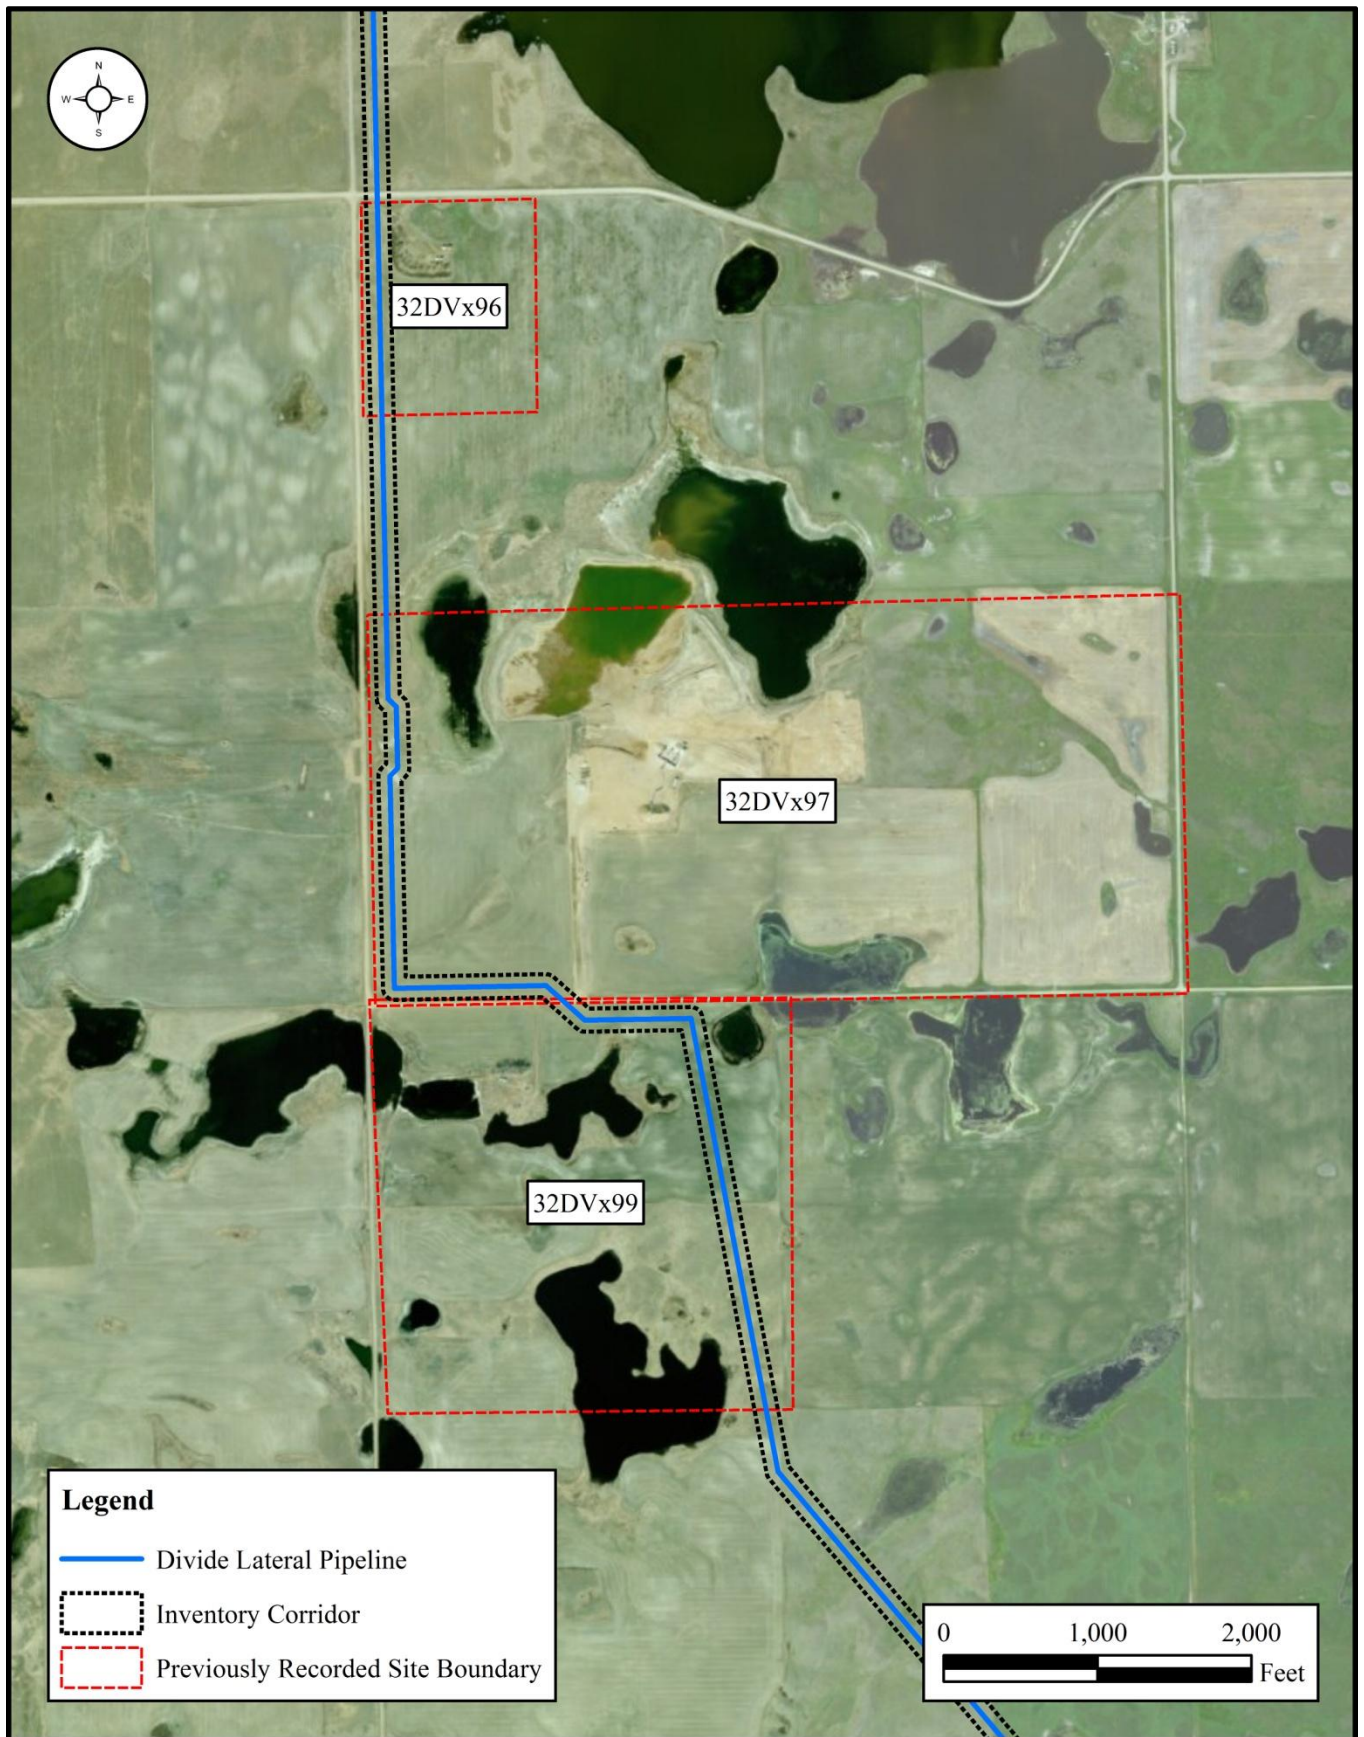 N
W E
S
32DVx96
32DVx97
32DVx99
Legend
Divide Lateral Pipeline
Inventory Corridor
Previously Recorded Site Boundary
0 1,000 2,000
Feet